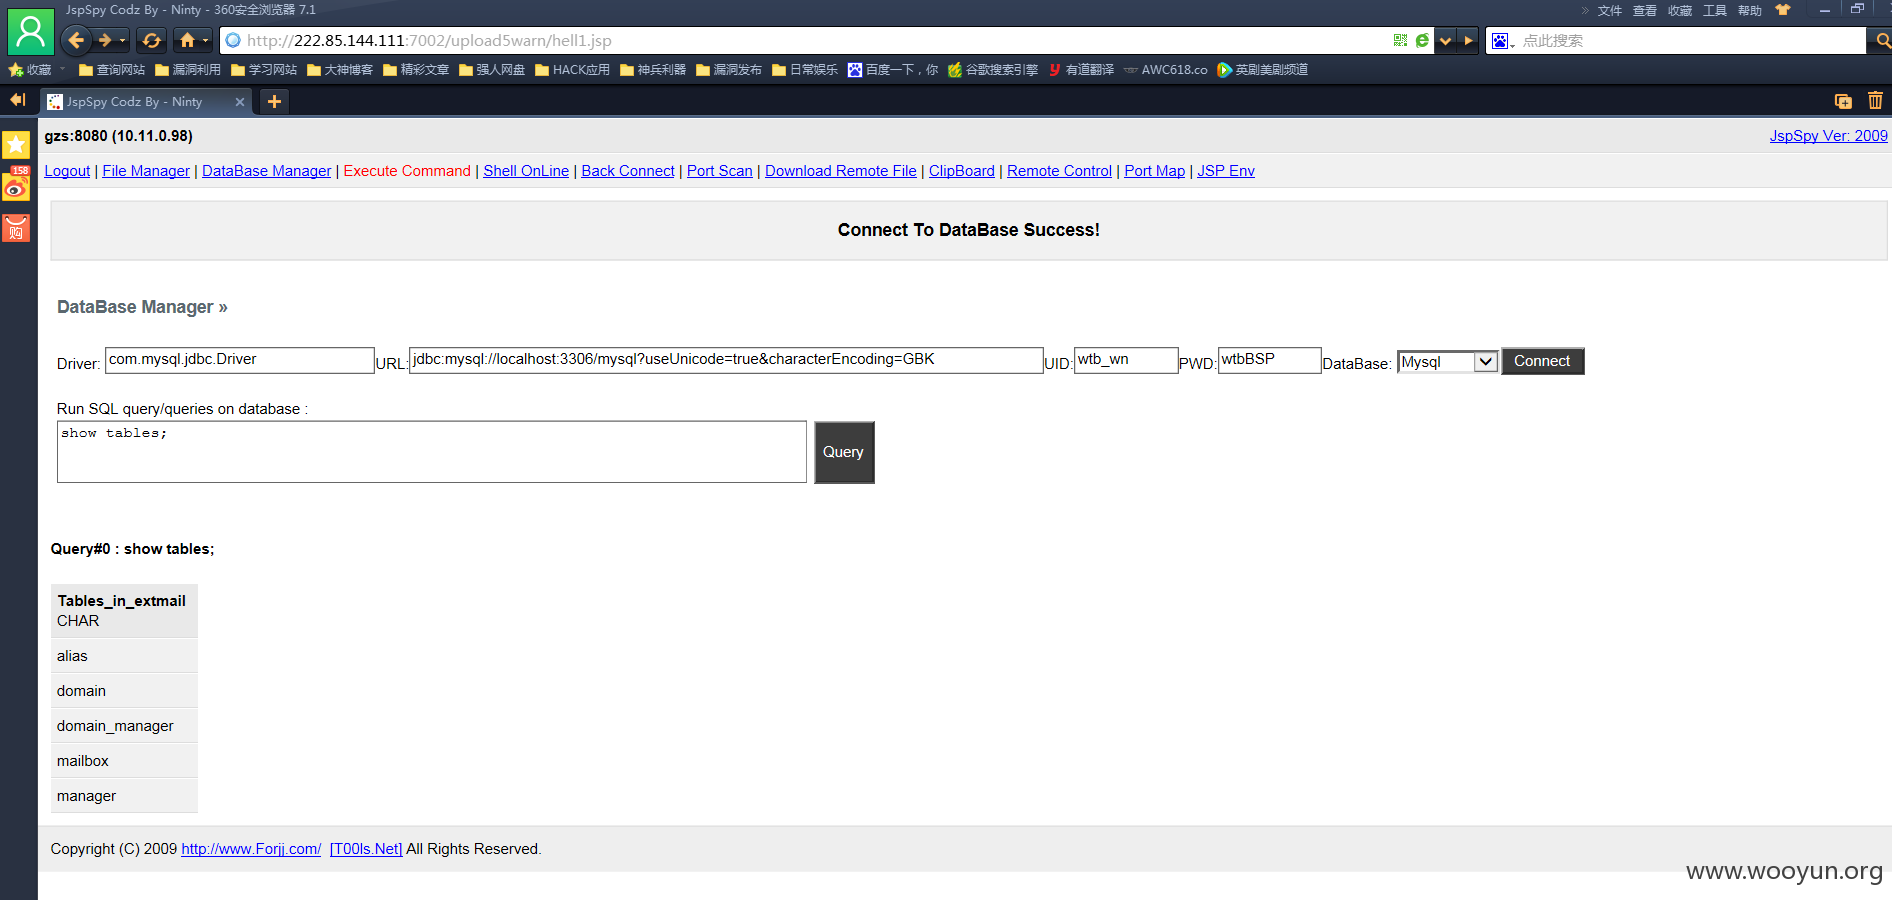 JspSpy Codz By - Ninty - 360安全浏览器 7.1
» 文件 查看 收藏 工具 帮助
http://222.85.144.111:7002/upload5warn/hell1.jsp
点此搜索
收藏 查询网站 漏洞利用 学习网站 大神博客 精彩文章 强人网盘 HACK应用 神兵利器 漏洞发布 日常娱乐 百度一下，你 谷歌搜索引擎 有道翻译 AWC618.co 英剧美剧频道
JspSpy Codz By - Ninty
158
购
gzs:8080 (10.11.0.98)
JspSpy Ver: 2009
Logout | File Manager | DataBase Manager | Execute Command | Shell OnLine | Back Connect | Port Scan | Download Remote File | ClipBoard | Remote Control | Port Map | JSP Env
Connect To DataBase Success!
DataBase Manager »
Driver: com.mysql.jdbc.Driver URL: jdbc:mysql://localhost:3306/mysql?useUnicode=true&characterEncoding=GBK UID: wtb_wn PWD: wtbBSP DataBase: Mysql Connect
Run SQL query/queries on database :
show tables;
Query
Query#0 : show tables;
Tables_in_extmail
CHAR
alias
domain
domain_manager
mailbox
manager
Copyright (C) 2009 http://www.Forjj.com/ [T00ls.Net] All Rights Reserved.
www.wooyun.org